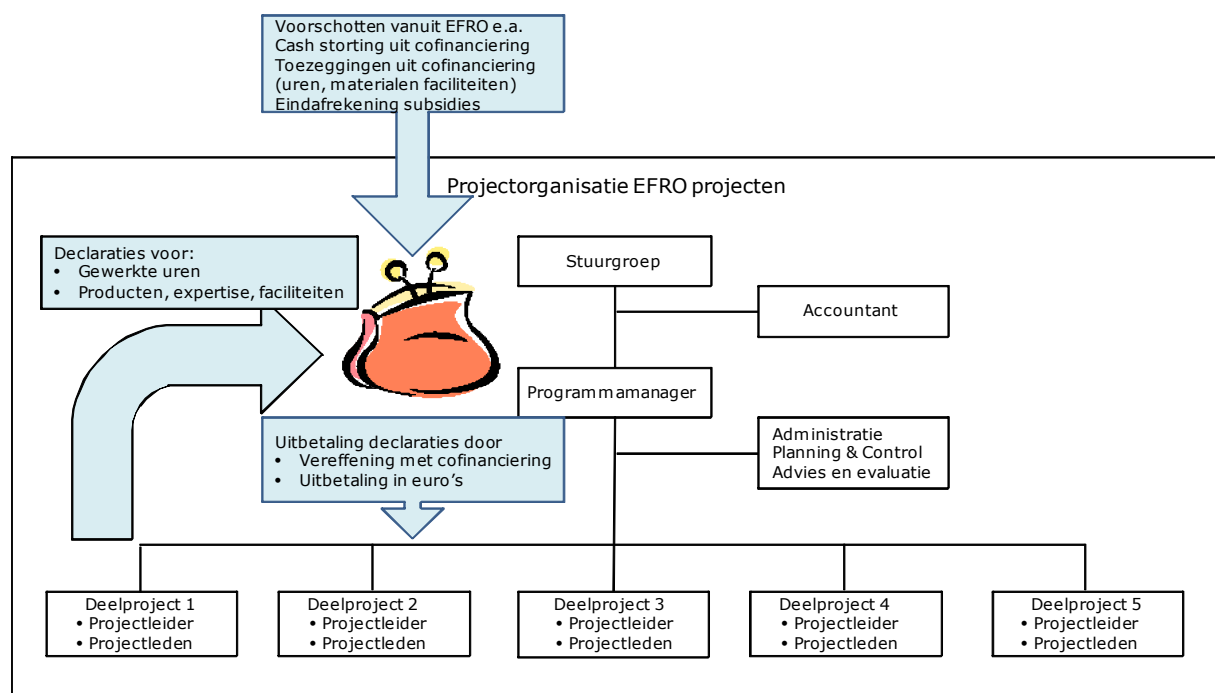 Voorschotten vanuit EFRO e.a.
Cash storting uit cofinanciering
Toezeggingen uit cofinanciering
(uren, materialen faciliteiten)
Eindafrekening subsidies
Projectorganisatie EFRO projecten
Declaraties voor:
• Gewerkte uren
• Producten, expertise, faciliteiten
Stuurgroep
Accountant
Programmamanager
Uitbetaling declaraties door
• Vereffening met cofinanciering
• Uitbetaling in euro’s
Administratie
Planning & Control
Advies en evaluatie
Deelproject 1
• Projectleider
• Projectleden
Deelproject 2
• Projectleider
• Projectleden
Deelproject 3
• Projectleider
• Projectleden
Deelproject 4
• Projectleider
• Projectleden
Deelproject 5
• Projectleider
• Projectleden